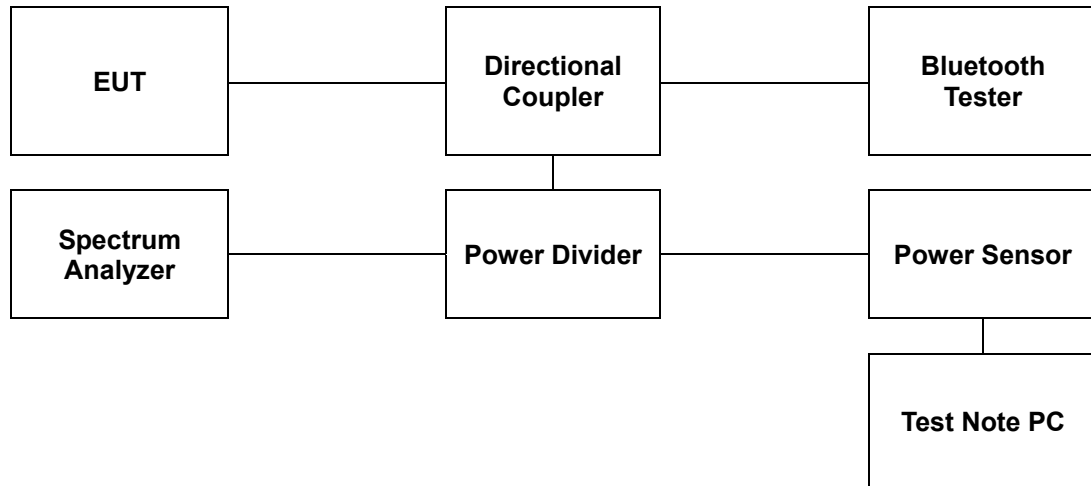 EUT
Directional
Coupler
Bluetooth
Tester
Spectrum
Analyzer
Power Divider
Power Sensor
Test Note PC